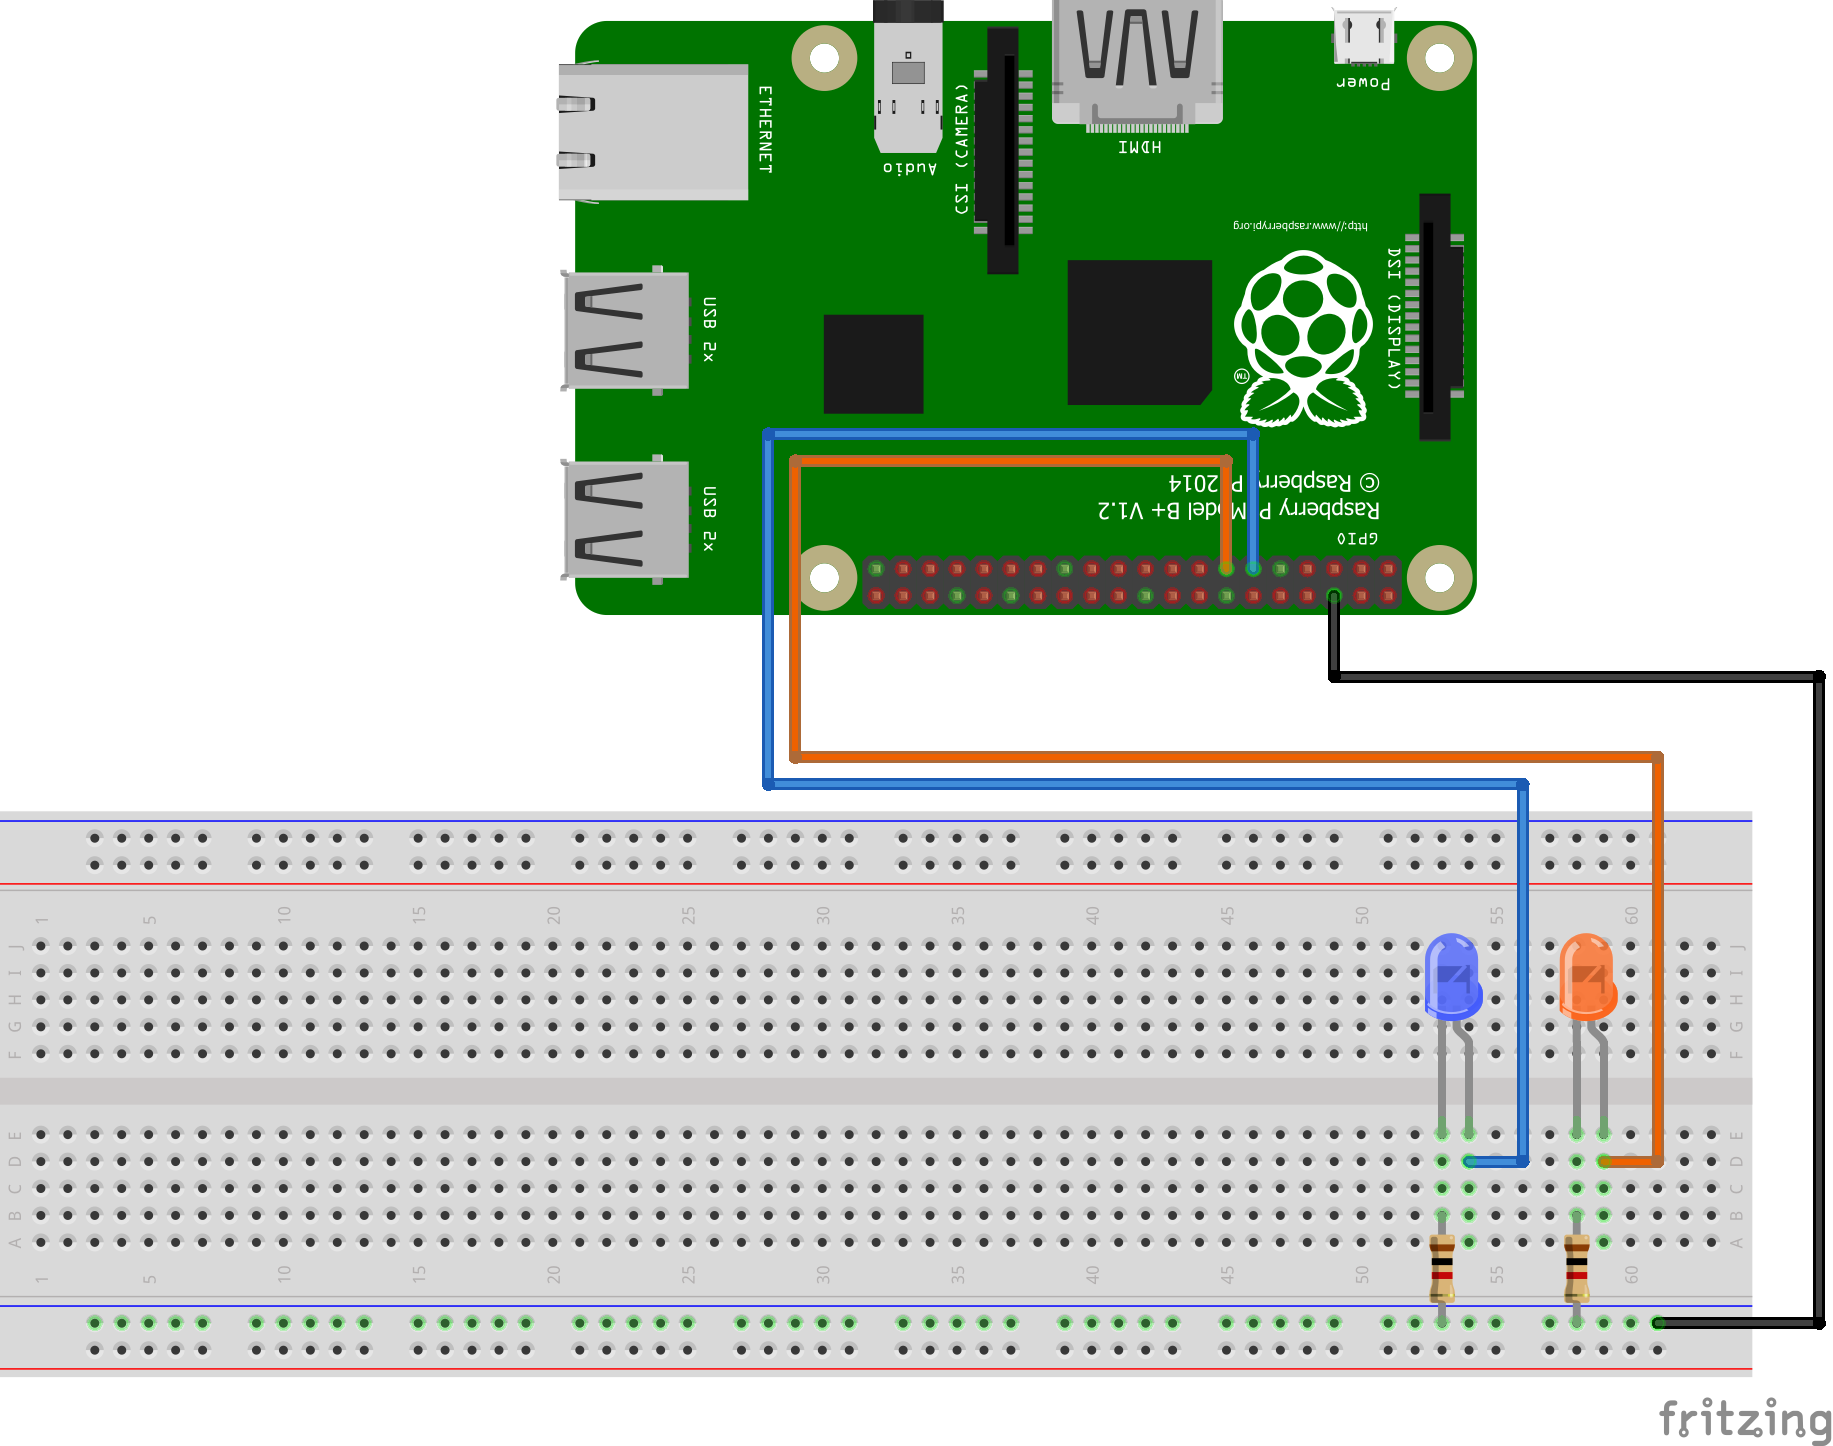 Power
ETHERNET
Audio
CSI (CAMERA)
HDMI
http://www.raspberrypi.org
DSI (DISPLAY)
USB 2x
TM
© Raspberry Pi 2014
Raspberry Pi Model B+ V1.2
USB 2x
GPIO
1 5 10 15 20 25 30 35 40 45 50 55 60
J J
I I
H H
G G
F F
E E
D D
C C
B B
A A
1 5 10 15 20 25 30 35 40 45 50 55 60
fritzing